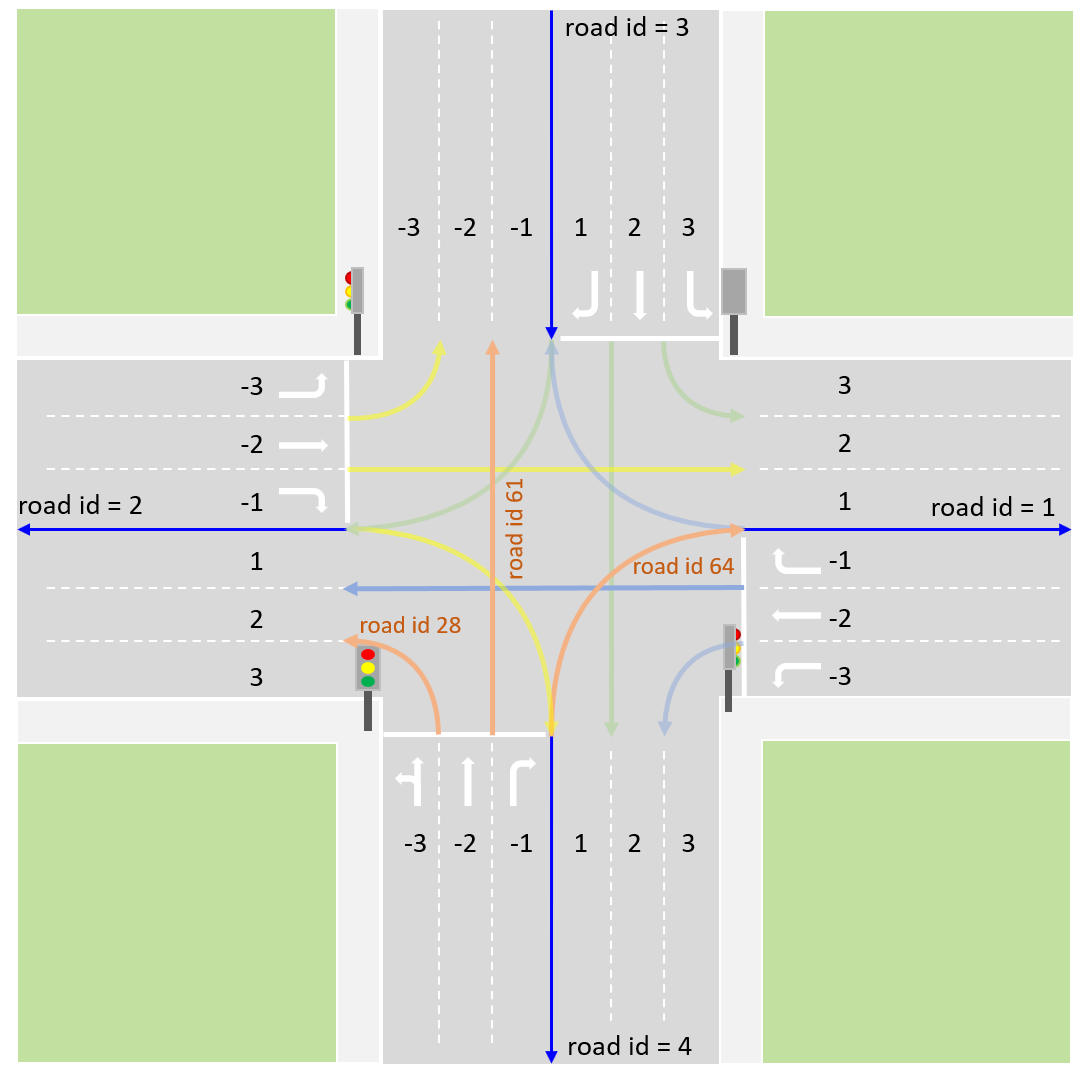 road id = 3
-3 -2 -1 1 2 3
-3 3
-2 2
-1 1
road id = 2 road id = 1
road id 61
1 -1
road id 64
2 -2
road id 28
3 -3
-3 -2 -1 1 2 3
road id = 4